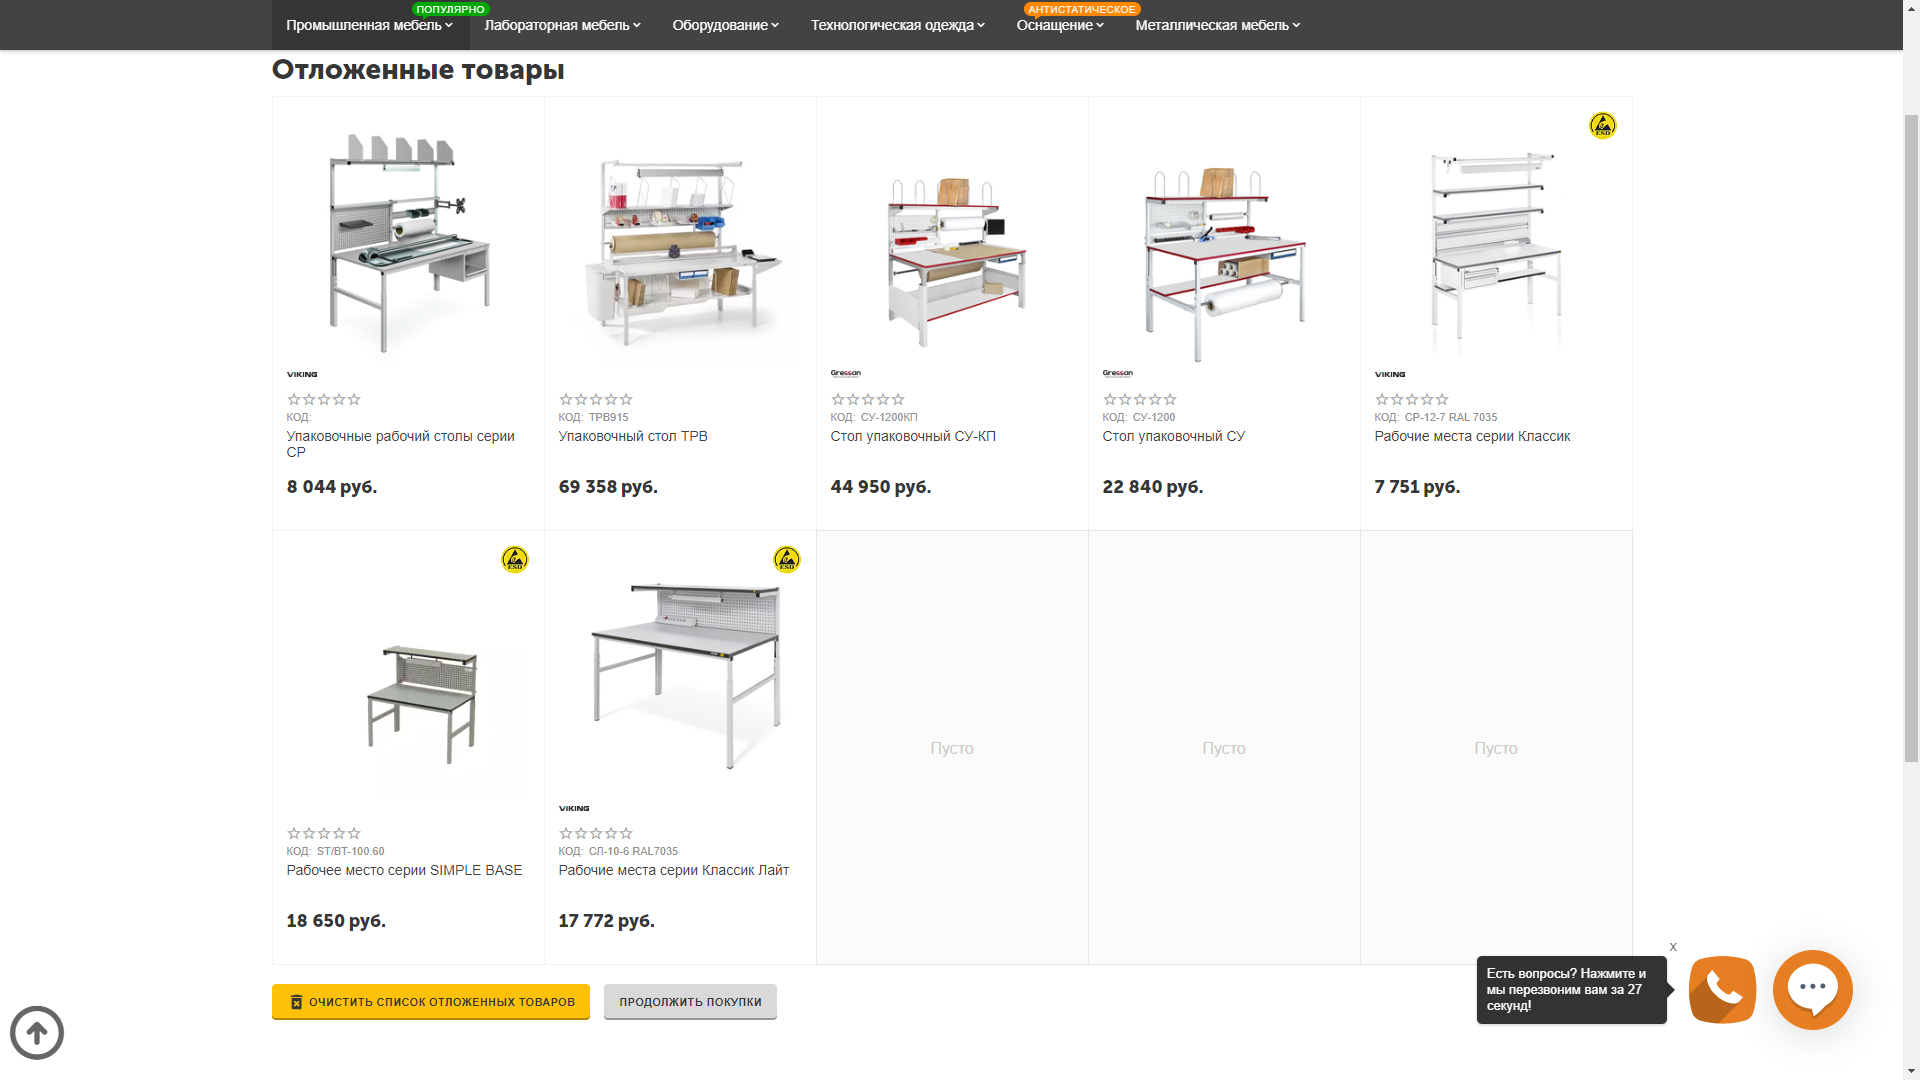 ПОПУЛЯРНО
АНТИСТАТИЧЕСКОЕ
Промышленная мебель
Лабораторная мебель
Оборудование
Технологическая одежда
Оснащение
Металлическая мебель
Отложенные товары
ESD
VIKING
КОД:
Упаковочные рабочий столы серии
СР
8 044 руб.
КОД: TPB915
Упаковочный стол TPB
69 358 руб.
Gresson
КОД: СУ-1200КП
Стол упаковочный СУ-КП
44 950 руб.
Gresson
КОД: СУ-1200
Стол упаковочный СУ
22 840 руб.
VIKING
КОД: СР-12-7 RAL 7035
Рабочие места серии Классик
7 751 руб.
ESD
КОД: ST/BT-100.60
Рабочее место серии SIMPLE BASE
18 650 руб.
ESD
VIKING
КОД: СЛ-10-6 RAL7035
Рабочие места серии Классик Лайт
17 772 руб.
Пусто
Пусто
Пусто
ОЧИСТИТЬ СПИСОК ОТЛОЖЕННЫХ ТОВАРОВ
ПРОДОЛЖИТЬ ПОКУПКИ
x
Есть вопросы? Нажмите и
мы перезвоним вам за 27
секунд!